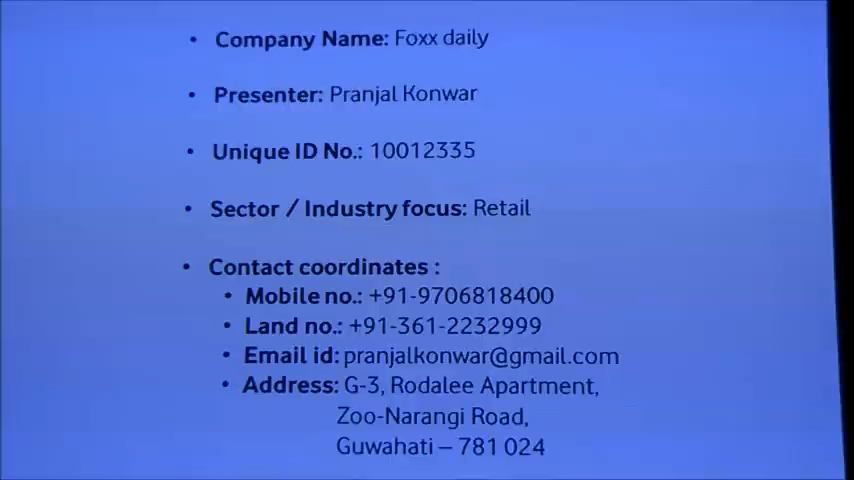 • Company Name: Foxx daily
• Presenter: Pranjal Konwar
• Unique ID No.: 10012335
• Sector / Industry focus: Retail
• Contact coordinates :
• Mobile no.: +91-9706818400
• Land no.: +91-361-2232999
• Email id: pranjalkonwar@gmail.com
• Address: G-3, Rodalee Apartment,
Zoo-Narangi Road,
Guwahati – 781 024